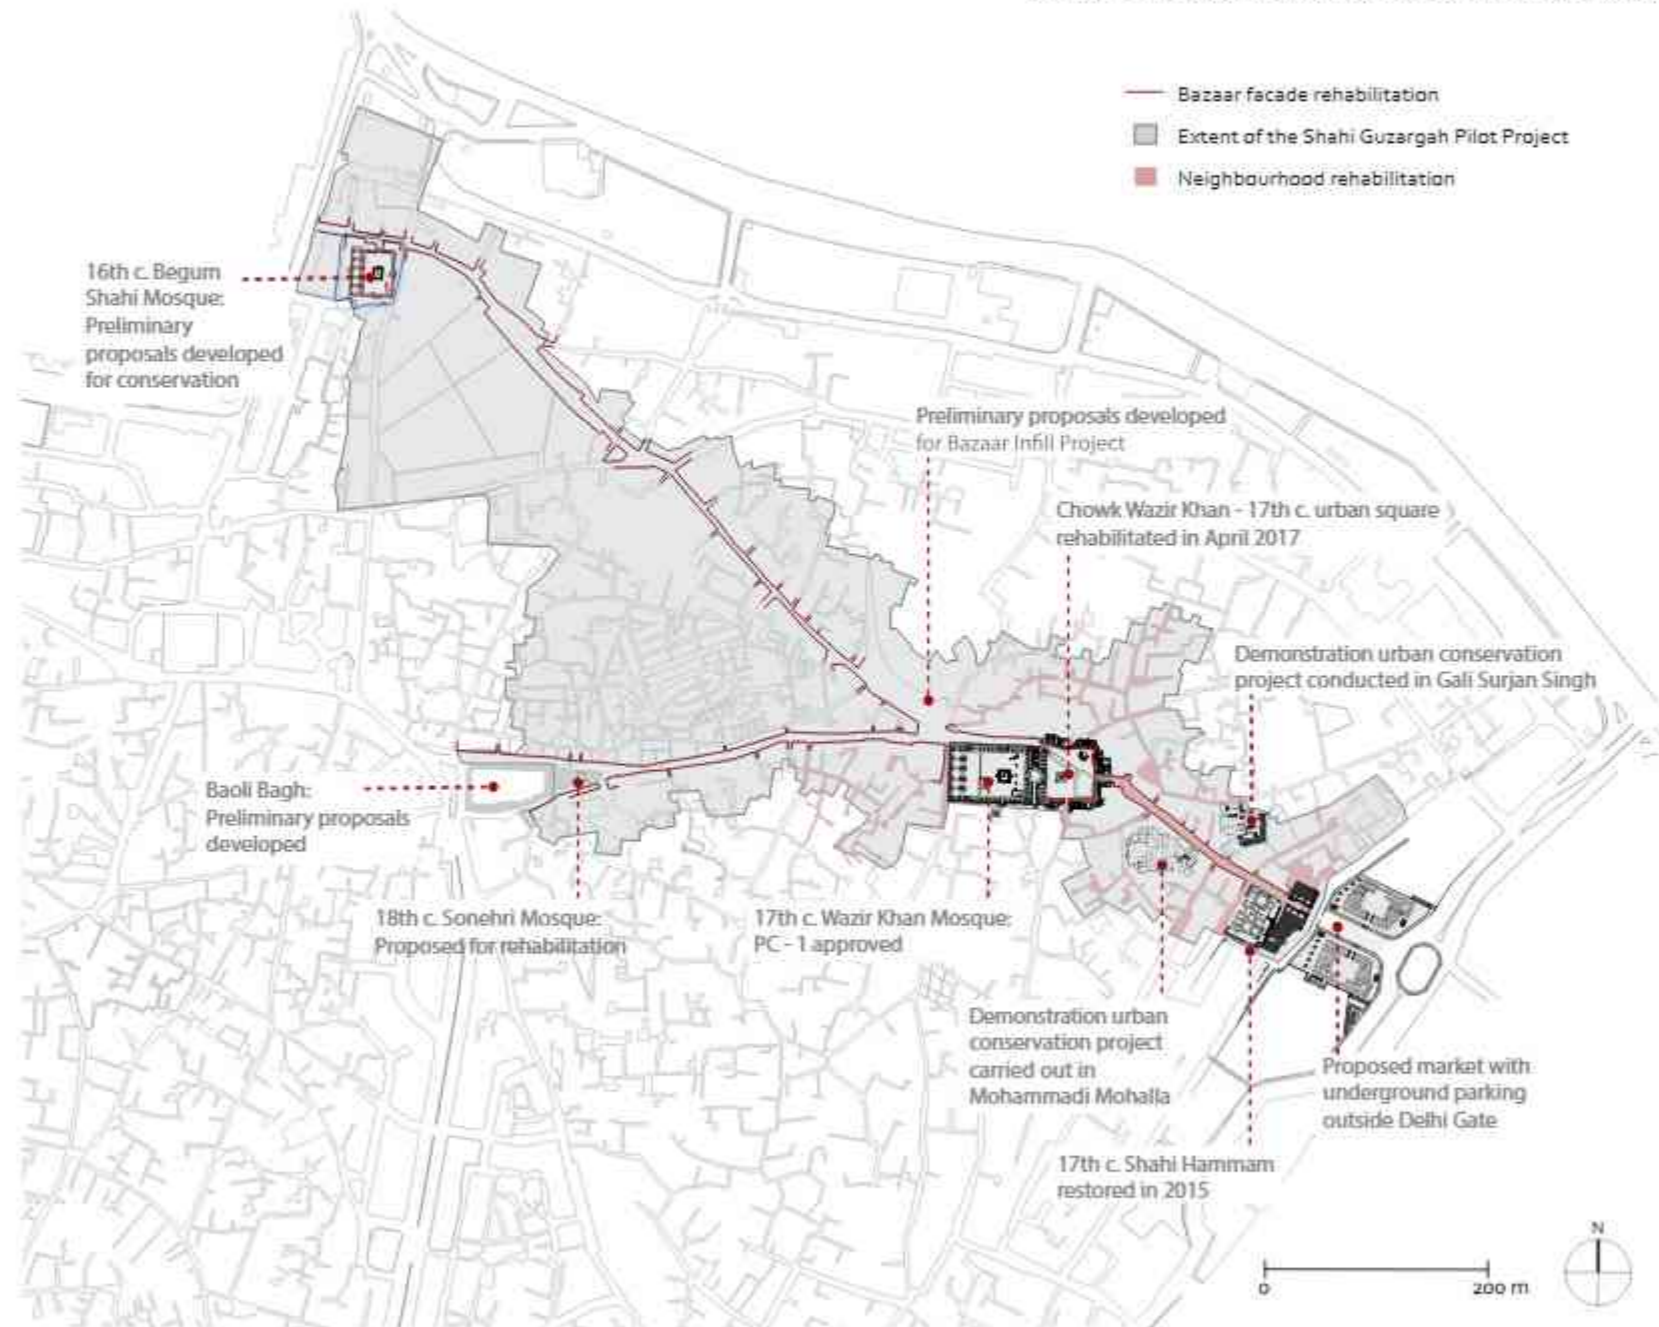 Bazaar facade rehabilitation
Extent of the Shahi Guzargah Pilot Project
Neighbourhood rehabilitation
16th c. Begum
Shahi Mosque:
Preliminary
proposals developed
for conservation
Preliminary proposals developed
for Bazaar Infill Project
Chowk Wazir Khan - 17th c. urban square
rehabilitated in April 2017
Demonstration urban conservation
project conducted in Gali Surjan Singh
Baoli Bagh:
Preliminary proposals
developed
18th c. Sonehri Mosque:
Proposed for rehabilitation
17th c. Wazir Khan Mosque:
PC - 1 approved
Demonstration urban
conservation project
carried out in
Mohammadi Mohalla
Proposed market with
underground parking
outside Delhi Gate
17th c. Shahi Hammam
restored in 2015
N
0 200 m